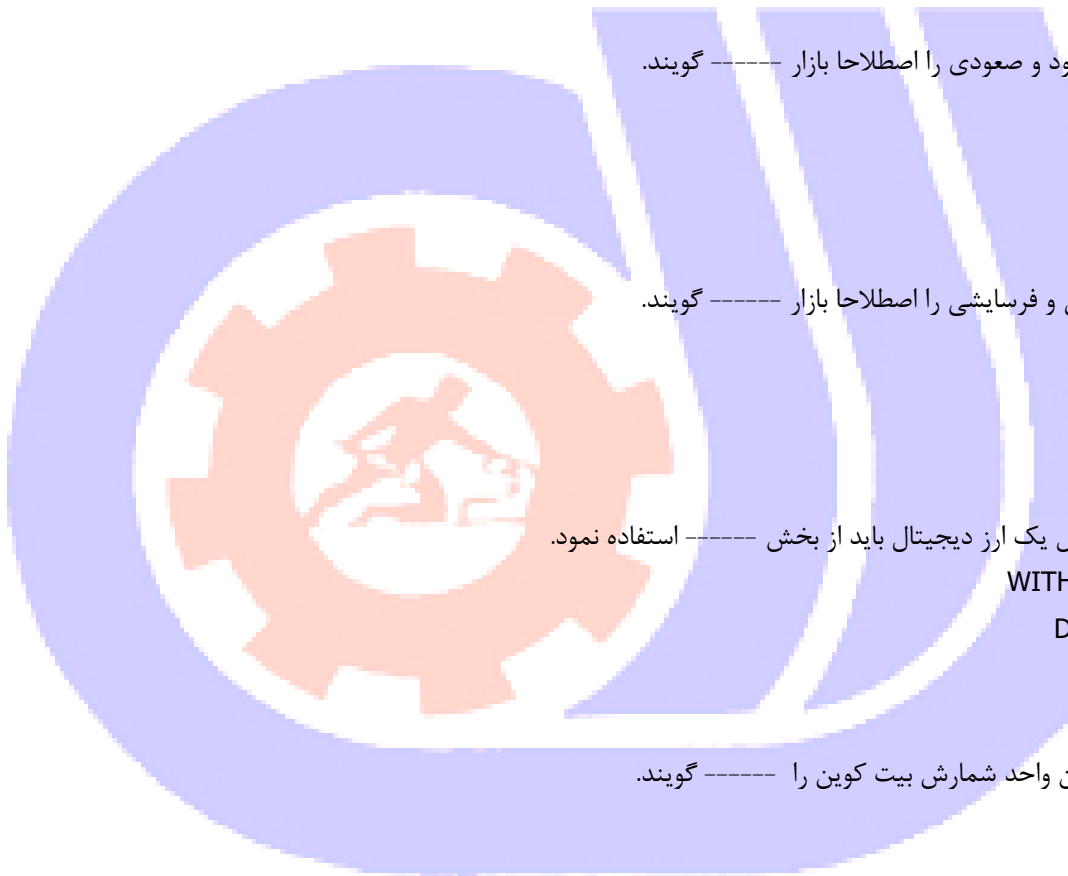 ود و صعودی را اصطلاحا بازار ------ گویند.
و فرسایشی را اصطلاحا بازار ------ گویند.
یک ارز دیجیتال باید از بخش ------ استفاده نمود.
WITH
D
واحد شمارش بیت کوین را ------ گویند.